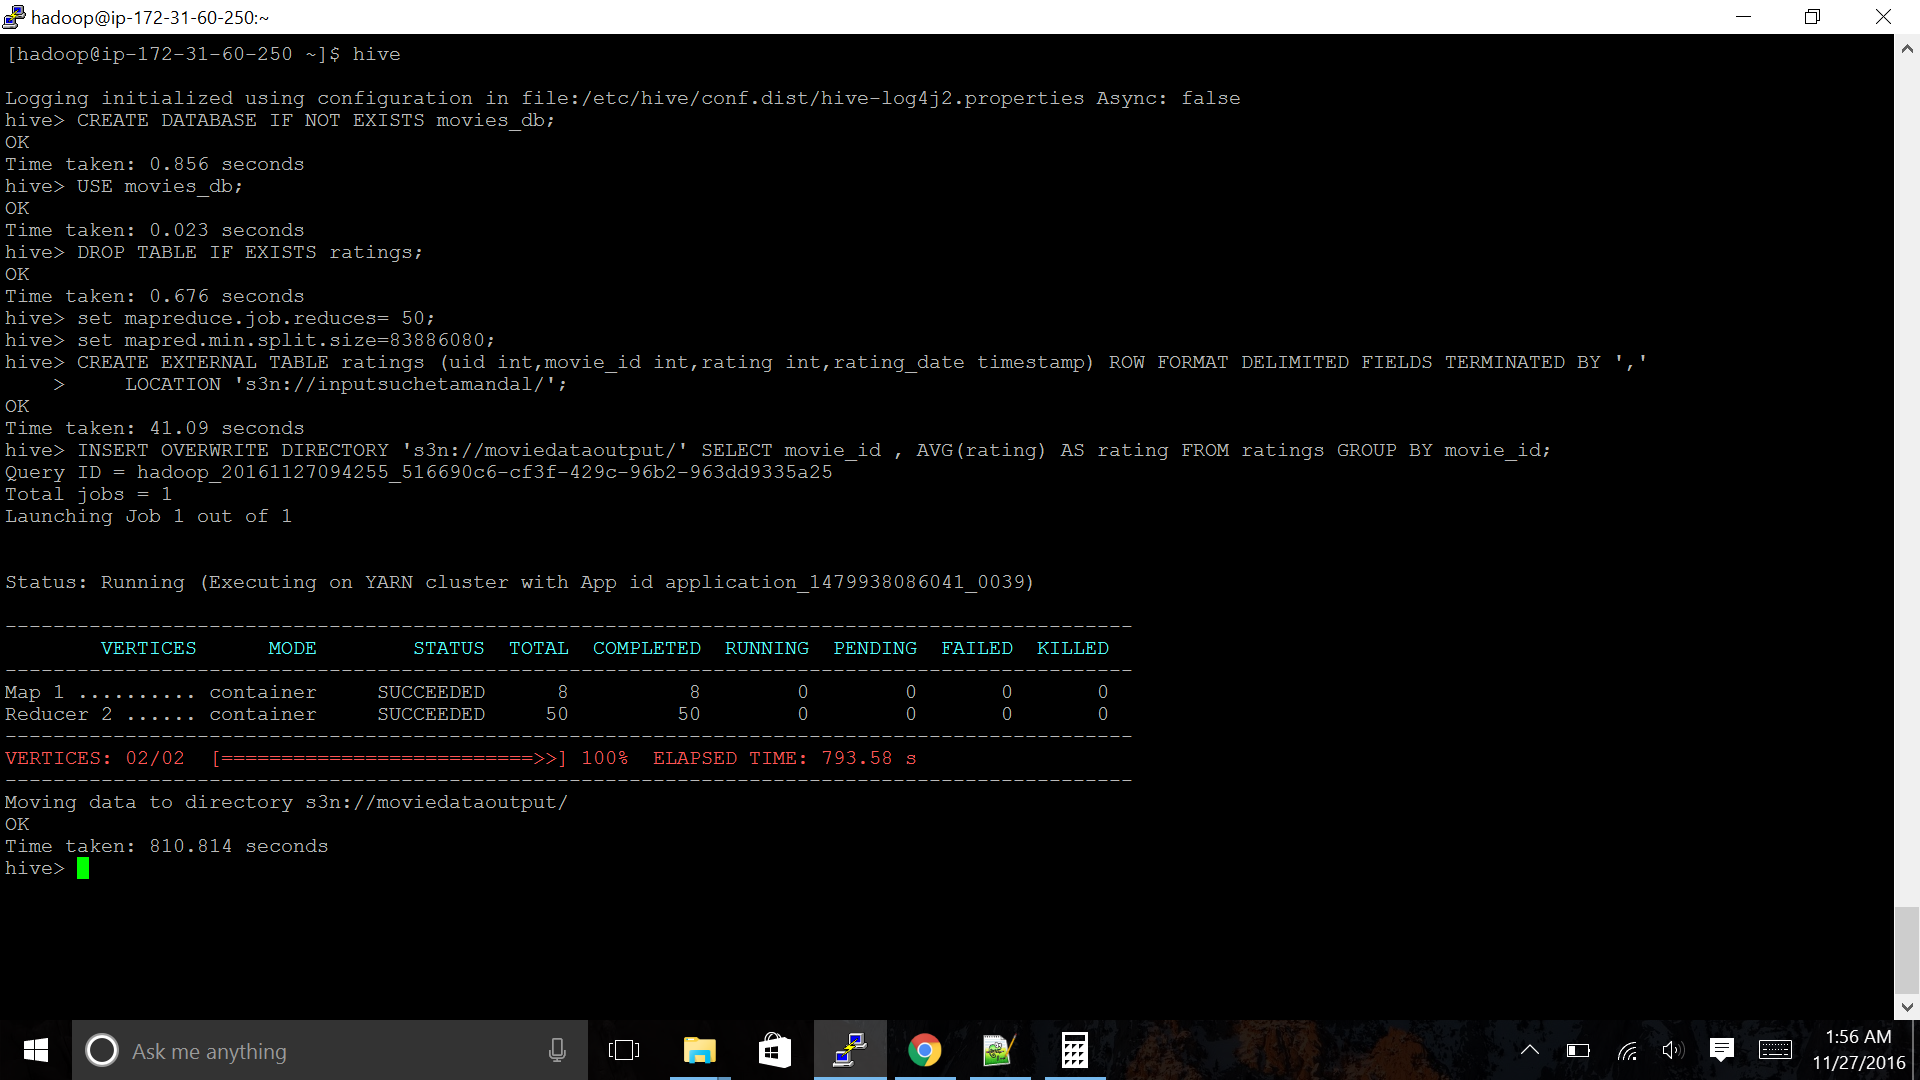 hadoop@ip-172-31-60-250:~
[hadoop@ip-172-31-60-250 ~]$ hive
Logging initialized using configuration in file:/etc/hive/conf.dist/hive-log4j2.properties Async: false
hive> CREATE DATABASE IF NOT EXISTS movies_db;
OK
Time taken: 0.856 seconds
hive> USE movies_db;
OK
Time taken: 0.023 seconds
hive> DROP TABLE IF EXISTS ratings;
OK
Time taken: 0.676 seconds
hive> set mapreduce.job.reduces= 50;
hive> set mapred.min.split.size=83886080;
hive> CREATE EXTERNAL TABLE ratings (uid int,movie_id int,rating int,rating_date timestamp) ROW FORMAT DELIMITED FIELDS TERMINATED BY ','
    >     LOCATION 's3n://inputsuchetamandal/';
OK
Time taken: 41.09 seconds
hive> INSERT OVERWRITE DIRECTORY 's3n://moviedataoutput/' SELECT movie_id , AVG(rating) AS rating FROM ratings GROUP BY movie_id;
Query ID = hadoop_20161127094255_516690c6-cf3f-429c-96b2-963dd9335a25
Total jobs = 1
Launching Job 1 out of 1
Status: Running (Executing on YARN cluster with App id application_1479938086041_0039)
----------------------------------------------------------------------------------------------
        VERTICES      MODE        STATUS  TOTAL  COMPLETED  RUNNING  PENDING  FAILED  KILLED
----------------------------------------------------------------------------------------------
Map 1 .......... container     SUCCEEDED      8          8        0        0       0       0
Reducer 2 ...... container     SUCCEEDED     50         50        0        0       0       0
----------------------------------------------------------------------------------------------
VERTICES: 02/02  [==========================>>] 100%  ELAPSED TIME: 793.58 s
----------------------------------------------------------------------------------------------
Moving data to directory s3n://moviedataoutput/
OK
Time taken: 810.814 seconds
hive>
Ask me anything
1:56 AM
11/27/2016